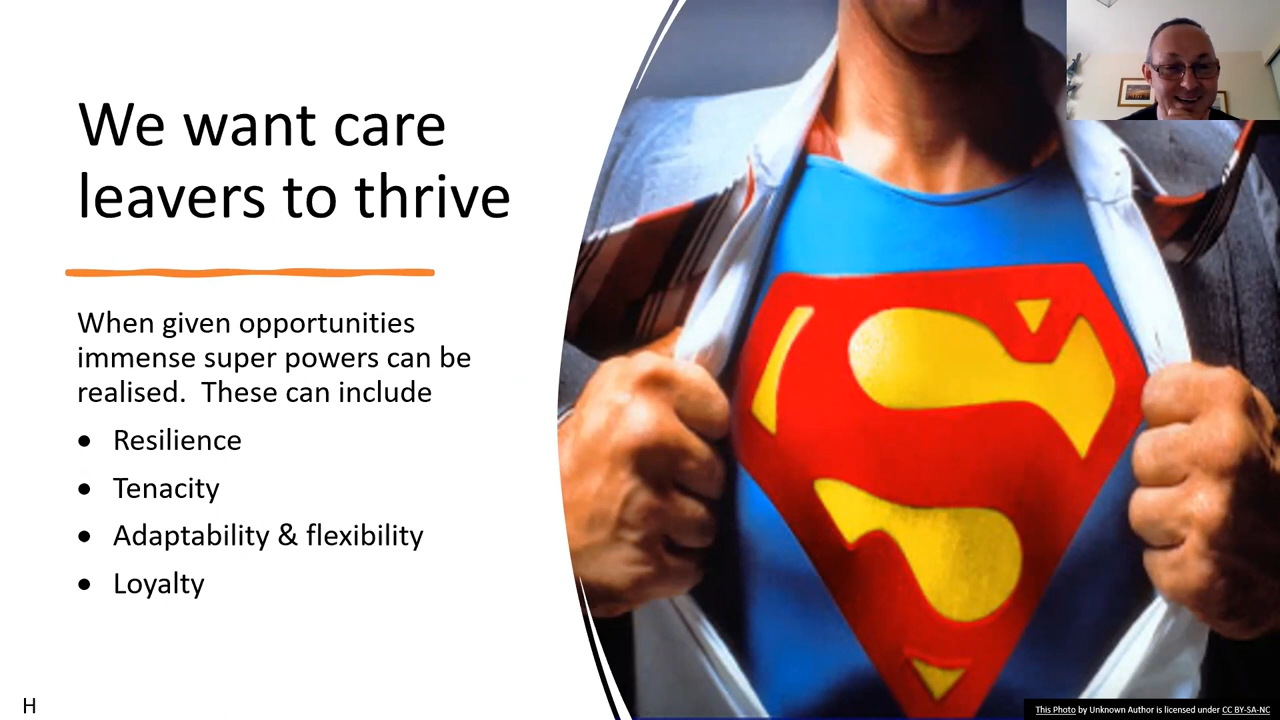 We want care
leavers to thrive
When given opportunities
immense super powers can be
realised.  These can include
• Resilience
• Tenacity
• Adaptability & flexibility
• Loyalty
H
S
This Photo by Unknown Author is licensed under CC BY-SA-NC